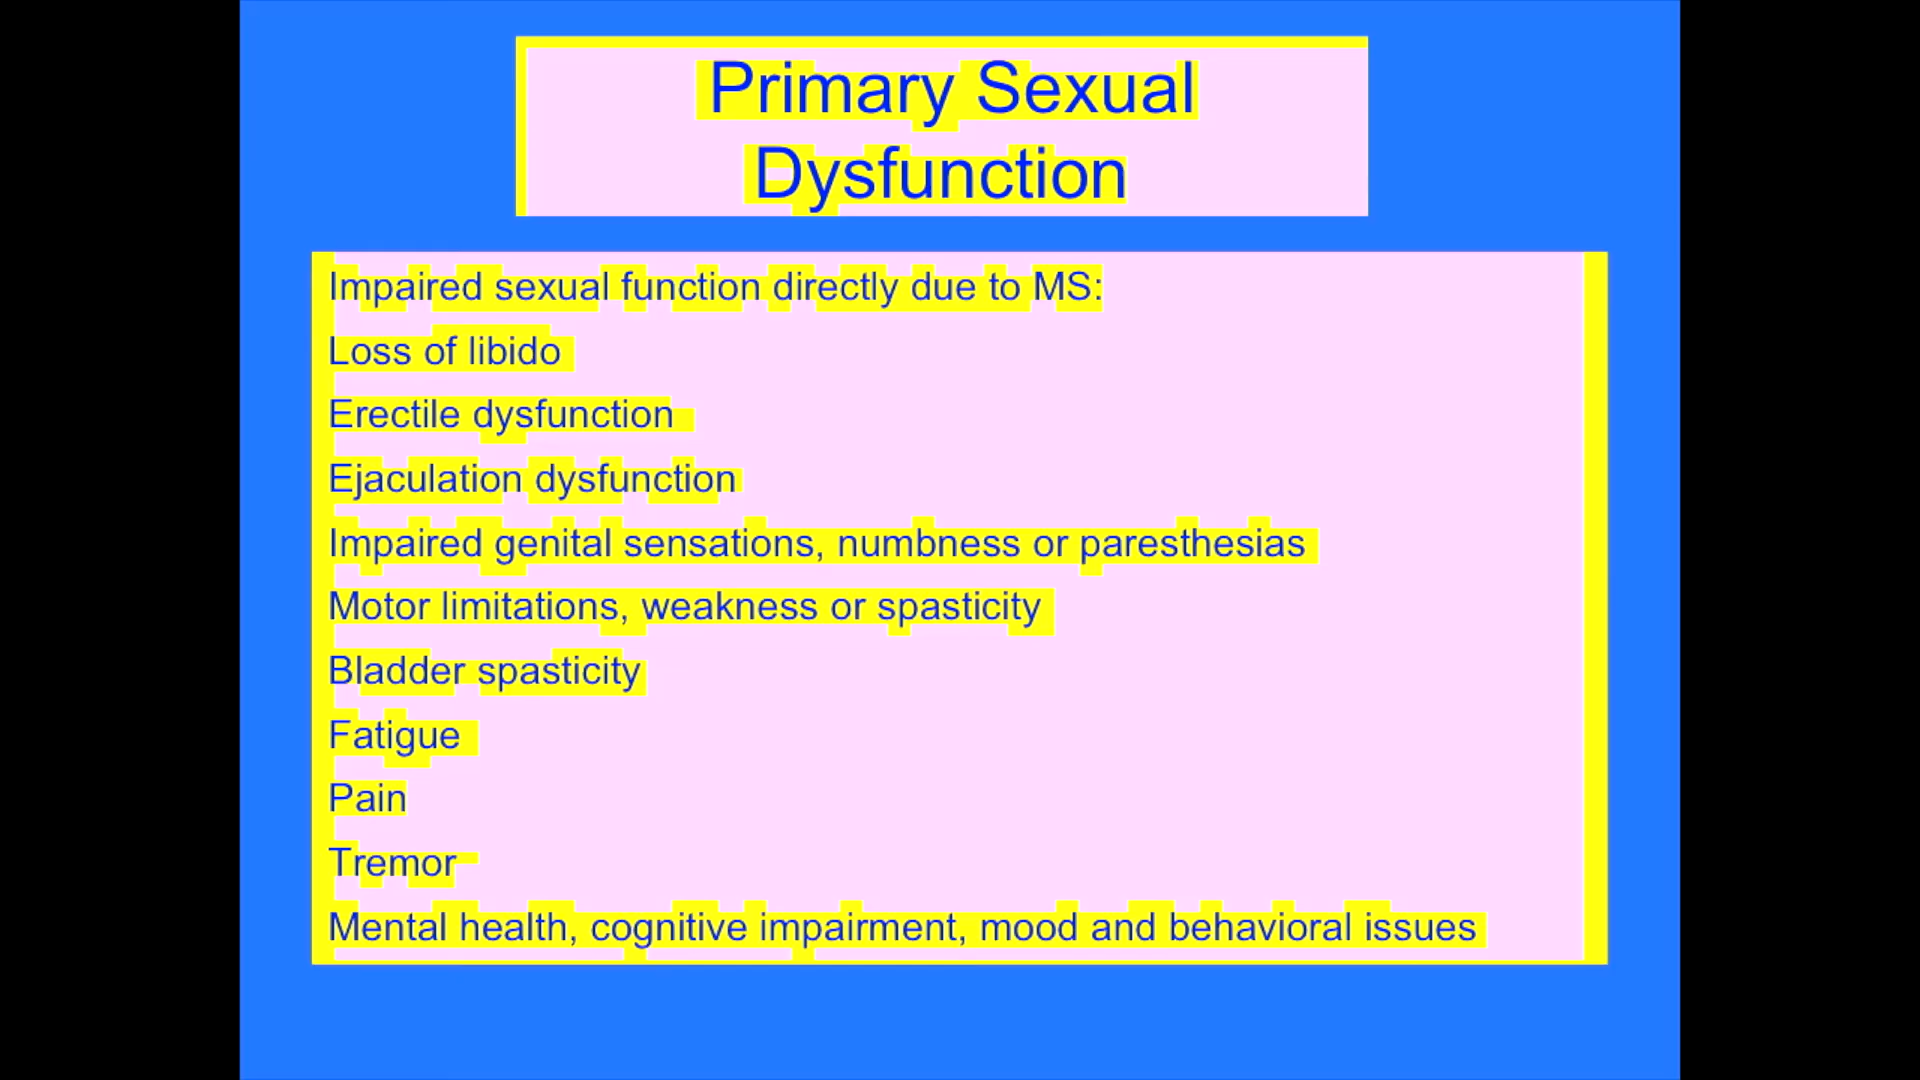 Primary Sexual
Dysfunction
Impaired sexual function directly due to MS:
Loss of libido
Erectile dysfunction
Ejaculation dysfunction
Impaired genital sensations, numbness or paresthesias
Motor limitations, weakness or spasticity
Bladder spasticity
Fatigue
Pain
Tremor
Mental health, cognitive impairment, mood and behavioral issues